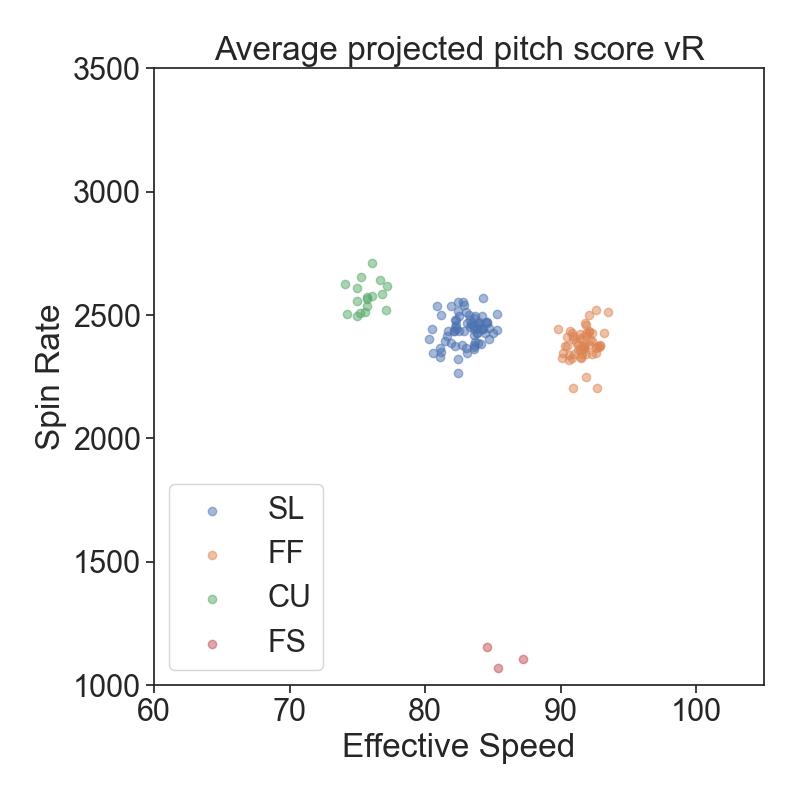 Average projected pitch score vR
3500
3000
2500
2000
1500
1000
Spin Rate
SL
FF
CU
FS
60 70 80 90 100
Effective Speed